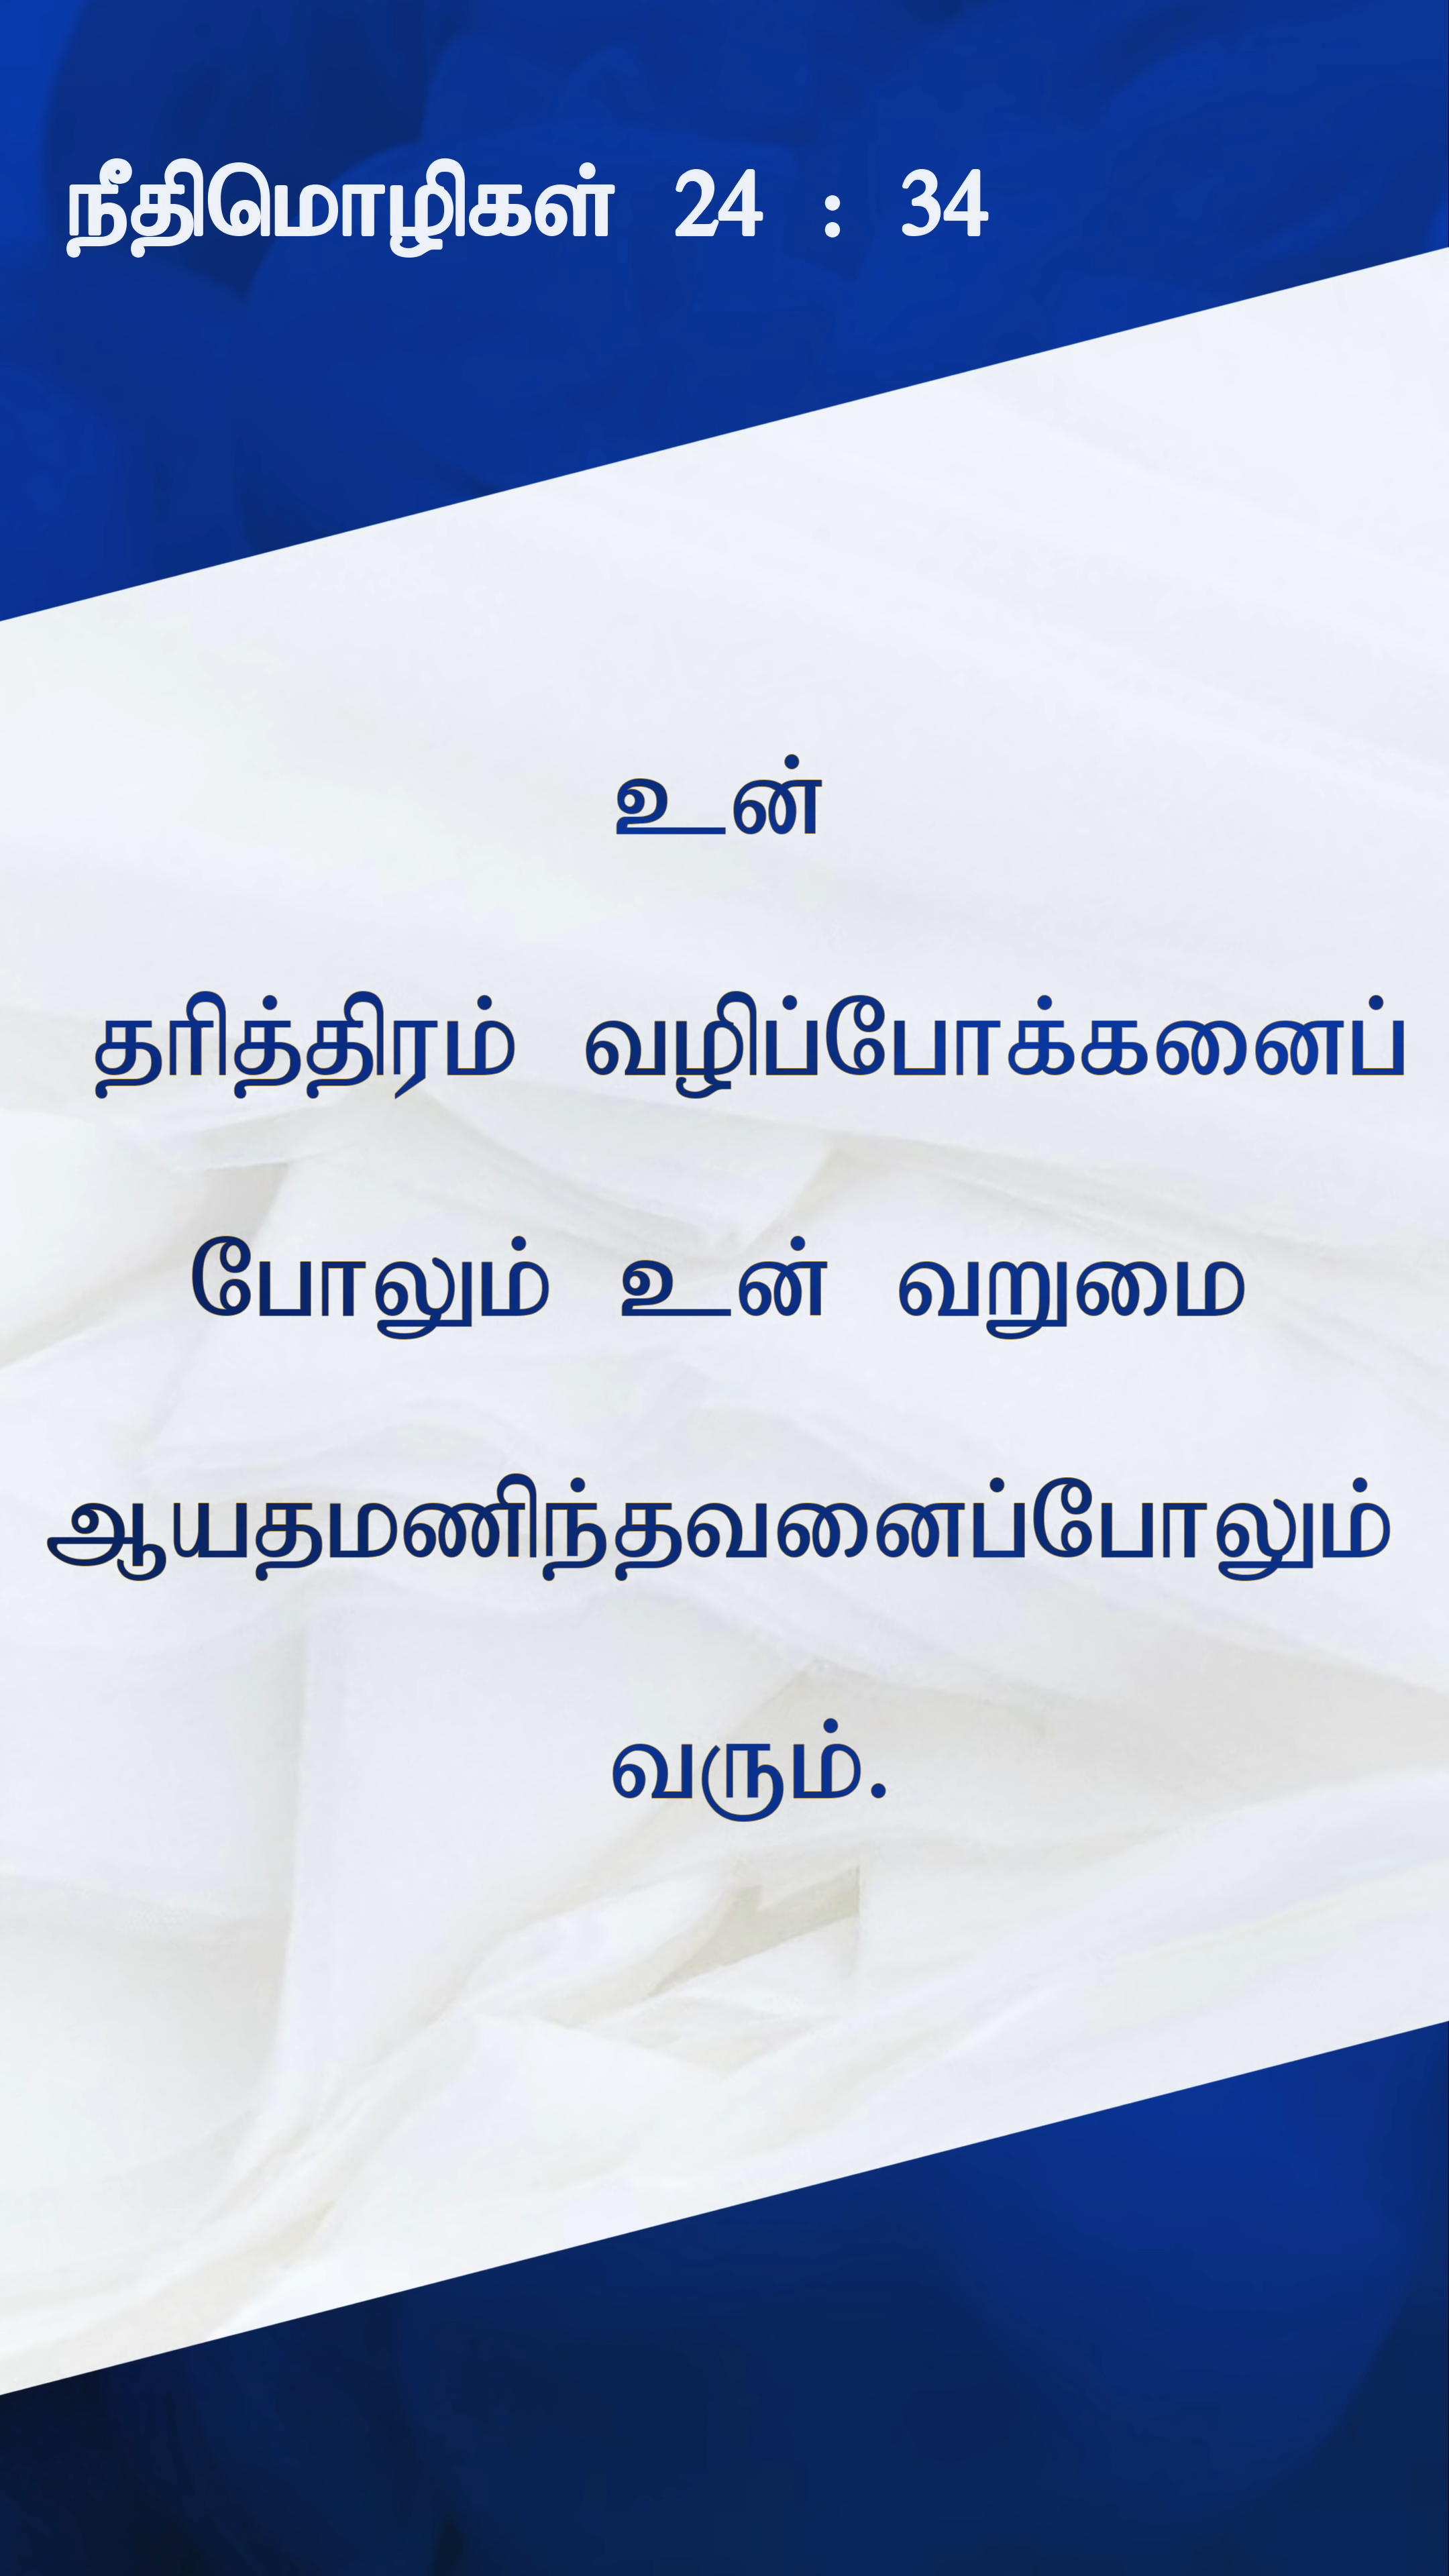 நீதிமொழிகள் 24 : 34
உன்
தரித்திரம் வழிப்போக்கனைப்
போலும் உன் வறுமை
ஆயதமணிந்தவனைப்போலும்
வரும்.